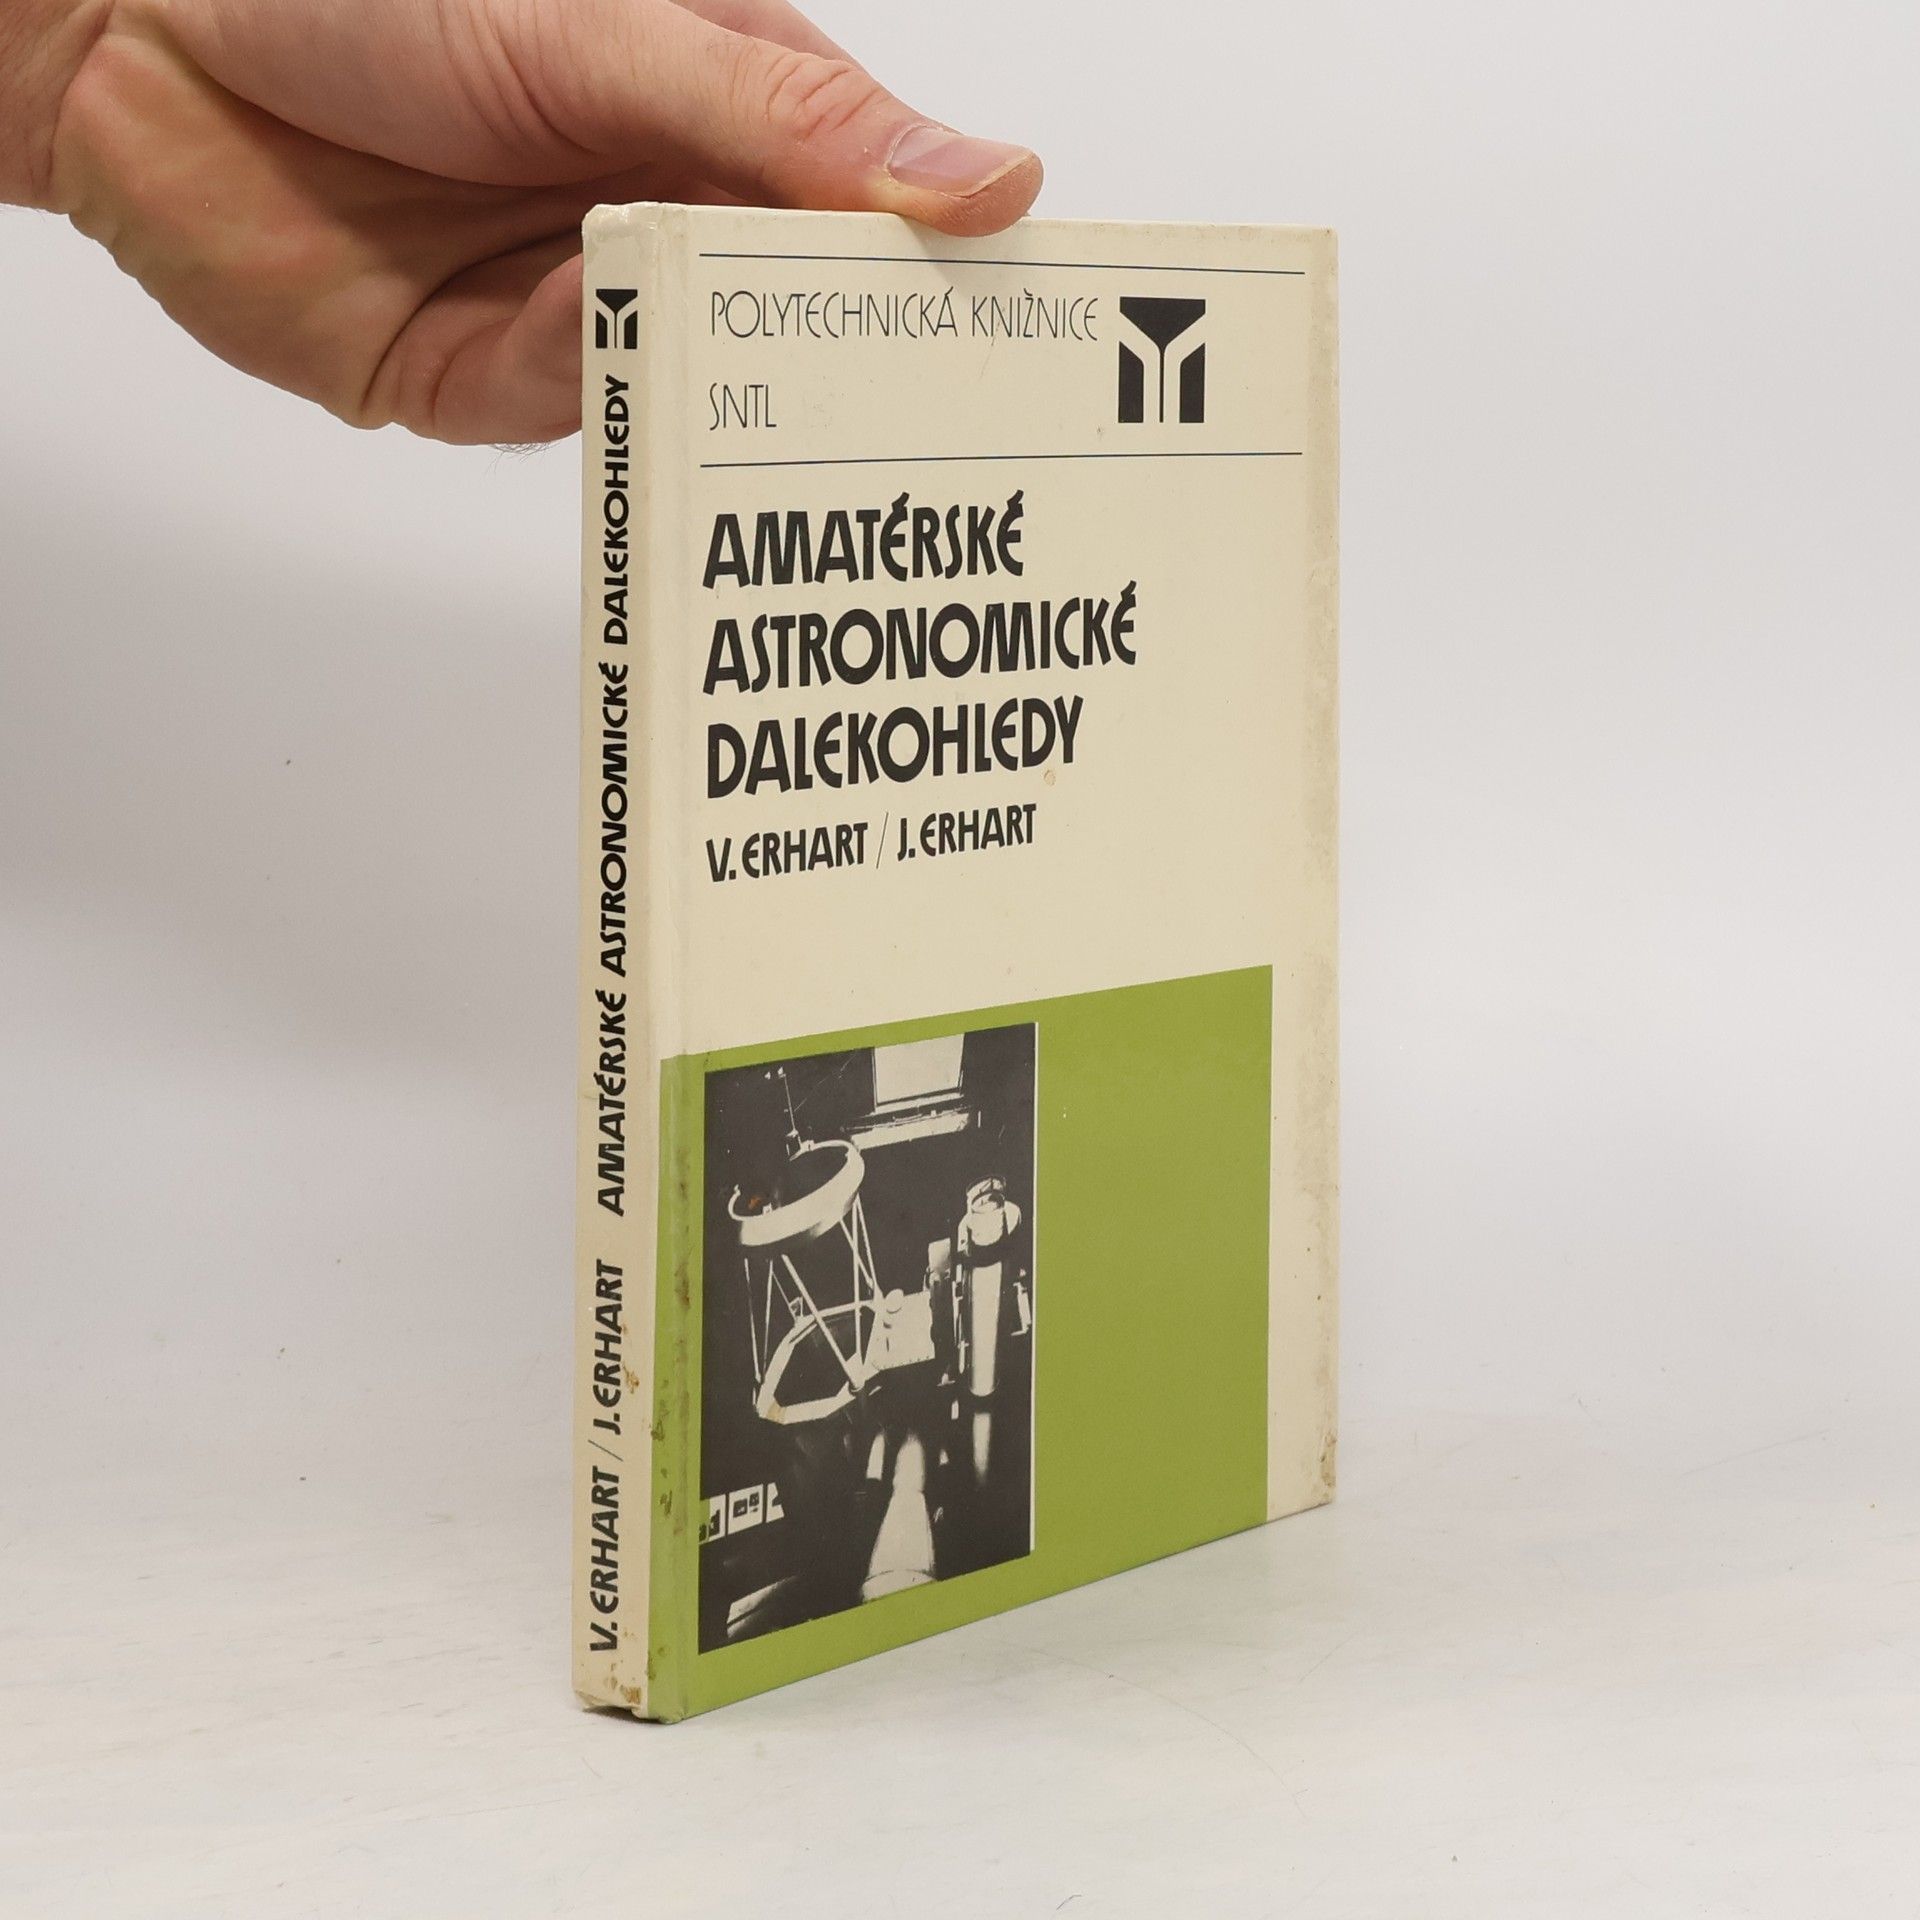 POLYTECHNICKÁ KNIŽNICE
SNTL
AMATÉRSKÉ
ASTRONOMICKÉ
DALEKOHLEDY
V. ERHART / J. ERHART
V. ERHART / J. ERHART AMATÉRSKÉ ASTRONOMICKÉ DALEKOHLEDY